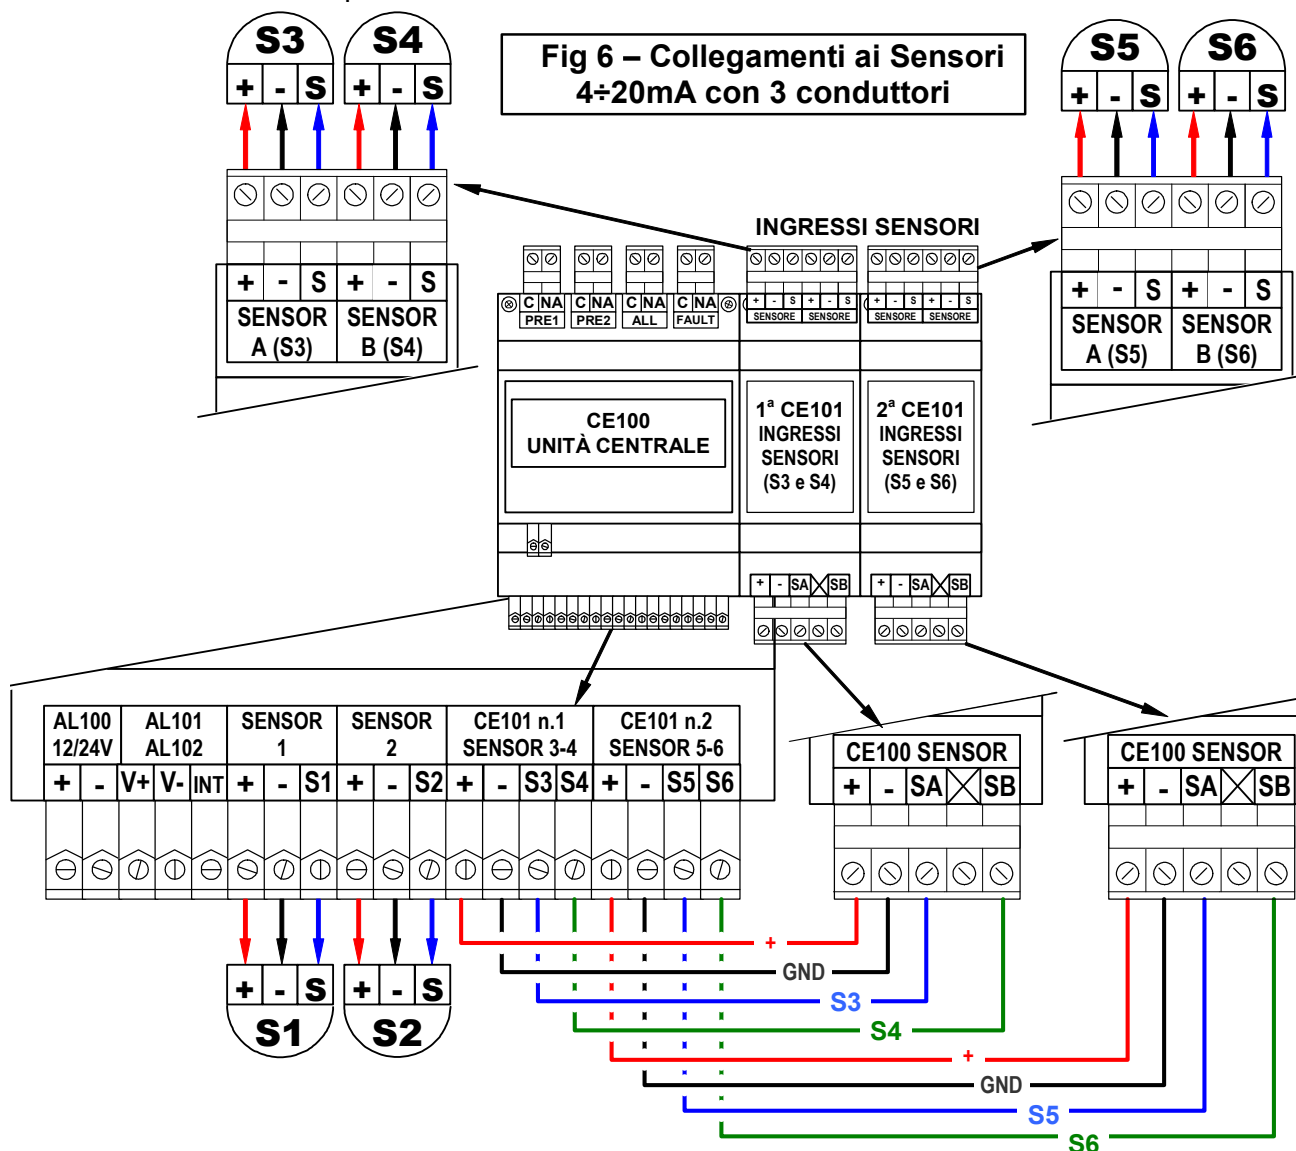 S3 S4
+ - S + - S
Fig 6 – Collegamenti ai Sensori
4÷20mA con 3 conduttori
S5 S6
+ - S + - S
INGRESSI SENSORI
+ - S + - S
SENSOR A (S3)
SENSOR B (S4)
C NA C NA C NA C NA
PRE1 PRE2 ALL FAULT
+ - S + - S
SENSORE SENSORE
+ - S + - S
SENSORE SENSORE
+ - S + - S
SENSOR A (S5)
SENSOR B (S6)
CE100
UNITÀ CENTRALE
1ª CE101
INGRESSI
SENSORI
(S3 e S4)
2ª CE101
INGRESSI
SENSORI
(S5 e S6)
+ - SA SB
+ - SA SB
AL100
12/24V
AL101
AL102
SENSOR
1
SENSOR
2
CE101 n.1
SENSOR 3-4
CE101 n.2
SENSOR 5-6
+ - V+ V- INT + - S1 + - S2 + - S3 S4 + - S5 S6
CE100 SENSOR
+ - SA SB
CE100 SENSOR
+ - SA SB
+
GND
S3
S4
+
GND
S5
S6
+ - S + - S
S1 S2